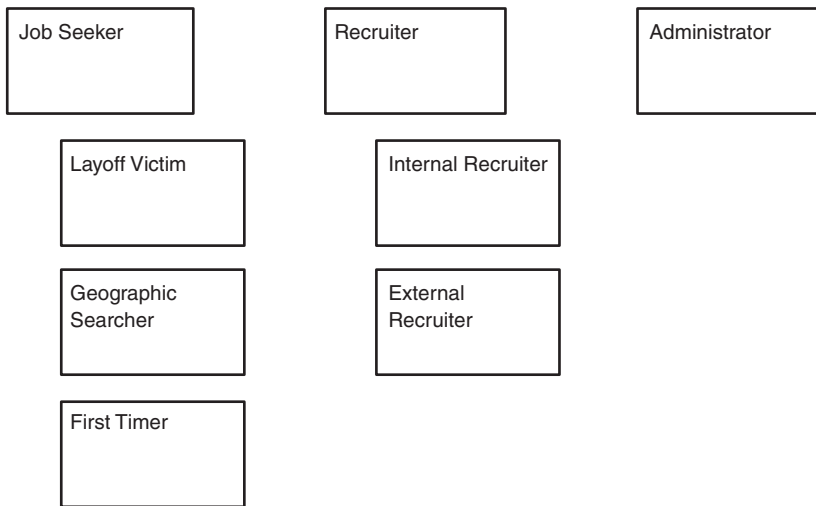 Job Seeker
Recruiter
Administrator
Layoff Victim
Internal Recruiter
Geographic
Searcher
External
Recruiter
First Timer